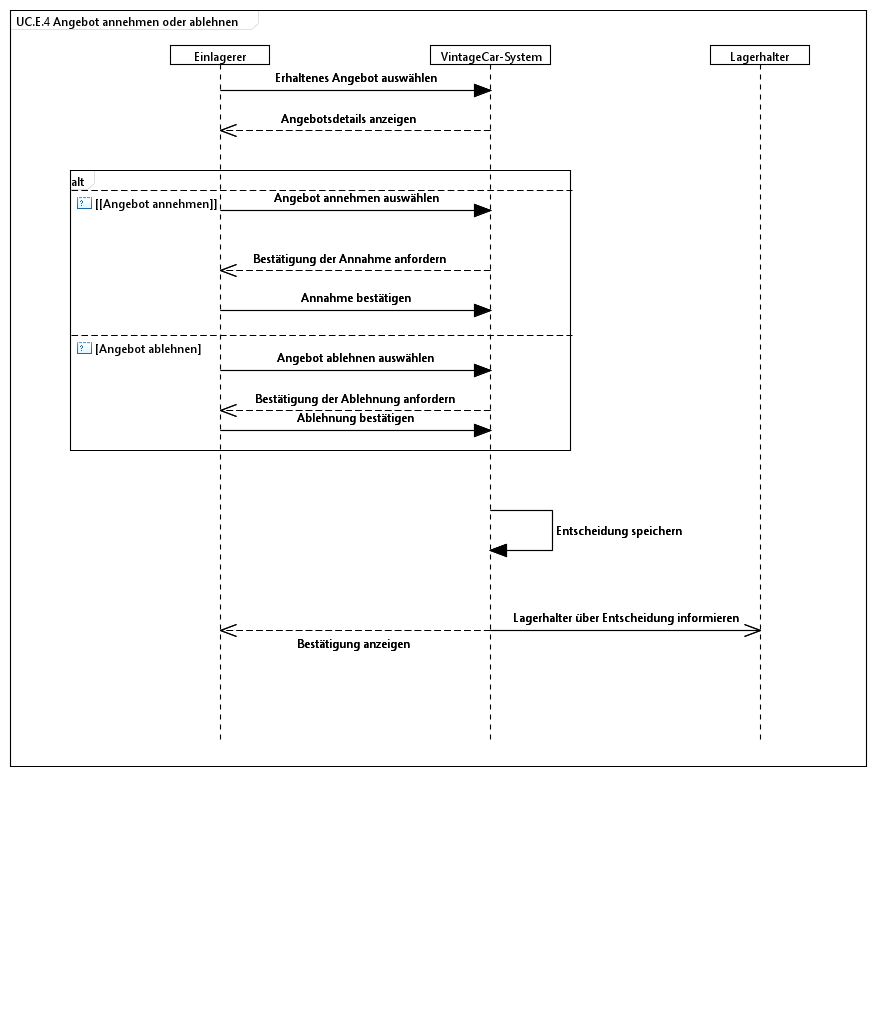 UC.E.4 Angebot annehmen oder ablehnen
Einlagerer
VintageCar-System
Lagerhalter
Erhaltenes Angebot auswählen
Angebotsdetails anzeigen
alt
Angebot annehmen auswählen
? [[Angebot annehmen]]
Bestätigung der Annahme anfordern
Annahme bestätigen
? [Angebot ablehnen]
Angebot ablehnen auswählen
Bestätigung der Ablehnung anfordern
Ablehnung bestätigen
Entscheidung speichern
Lagerhalter über Entscheidung informieren
Bestätigung anzeigen